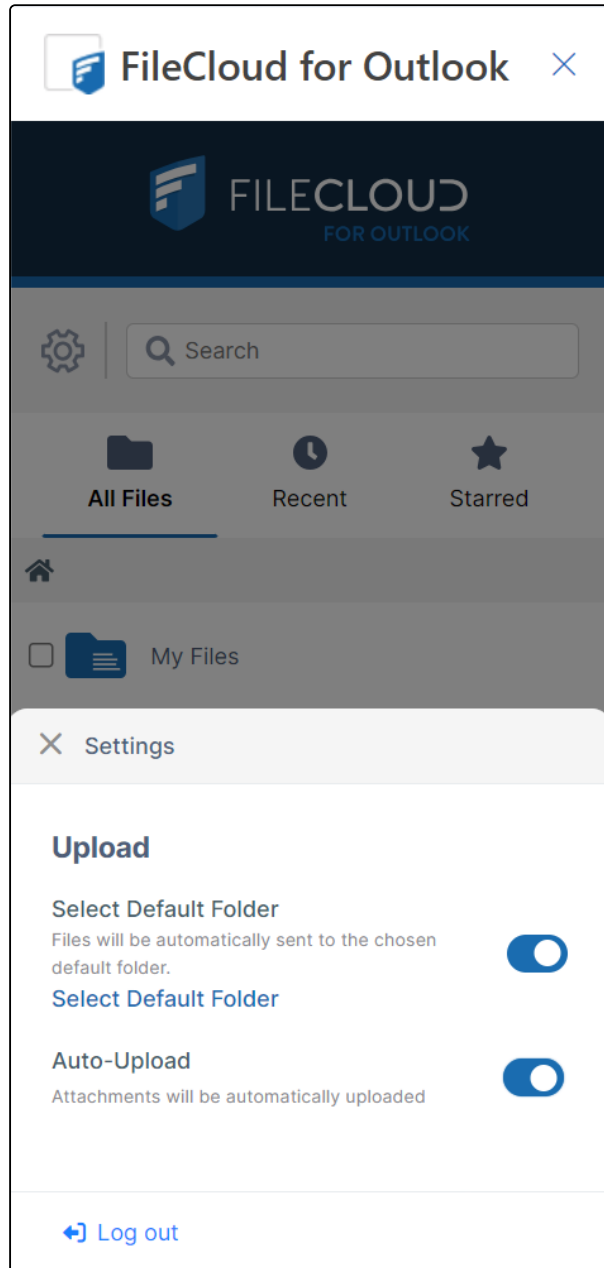 FileCloud for Outlook
FILECLOUD
FOR OUTLOOK
Search
All Files
Recent
Starred
My Files
Settings
Upload
Select Default Folder
Files will be automatically sent to the chosen
default folder.
Select Default Folder
Auto-Upload
Attachments will be automatically uploaded
Log out